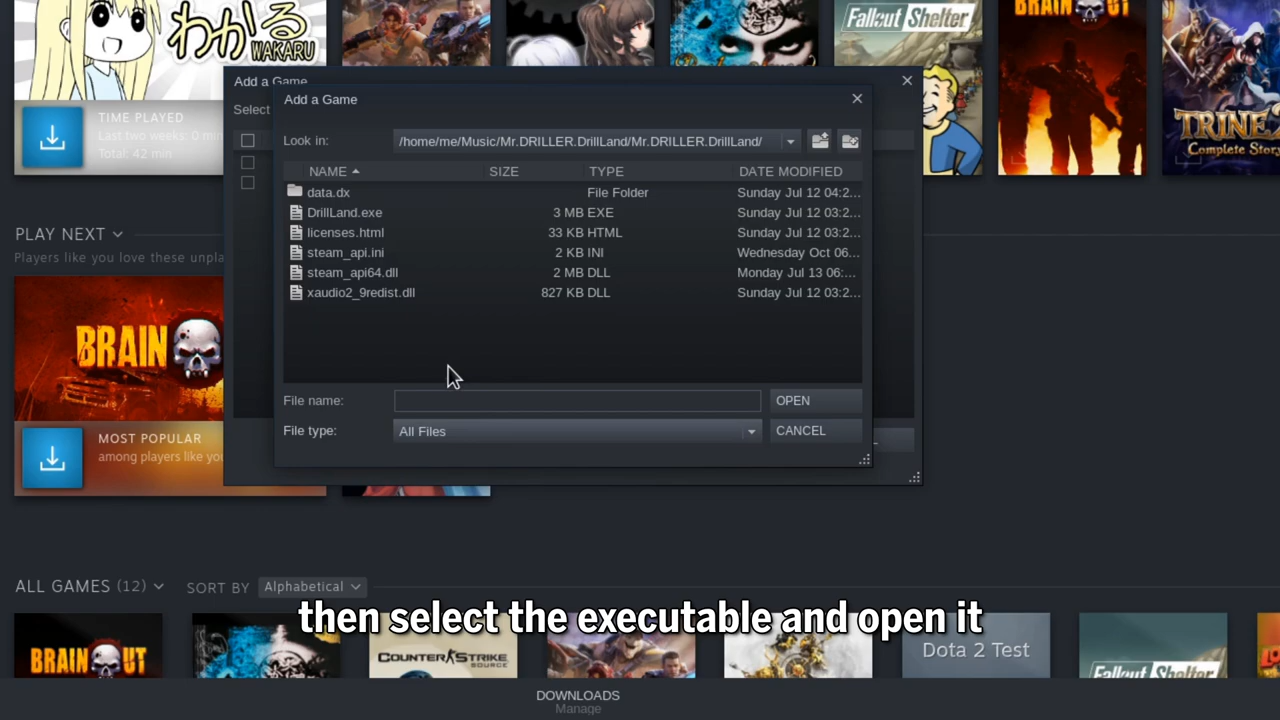 わかる
WAKARU
Fallout Shelter
BRAIN OUT
TRINE 2
Complete Story
TIME PLAYED
Last two weeks: 0 min
Total: 42 min
Add a Game
Select
Add a Game
Look in:
/home/me/Music/Mr.DRILLER.DrillLand/Mr.DRILLER.DrillLand/
NAME SIZE TYPE DATE MODIFIED
data.dx File Folder Sunday Jul 12 04:2...
DrillLand.exe 3 MB EXE Sunday Jul 12 03:2...
licenses.html 33 KB HTML Sunday Jul 12 03:2...
steam_api.ini 2 KB INI Wednesday Oct 06...
steam_api64.dll 2 MB DLL Monday Jul 13 06:...
xaudio2_9redist.dll 827 KB DLL Sunday Jul 12 03:2...
File name:
OPEN
File type:
All Files
CANCEL
PLAY NEXT
Players like you love these unpla
BRAIN
MOST POPULAR
among players like you
ALL GAMES (12)
SORT BY Alphabetical
then select the executable and open it
BRAIN OUT
COUNTER STRIKE
SOURCE
Dota 2 Test
Fallout Shelter
DOWNLOADS
Manage